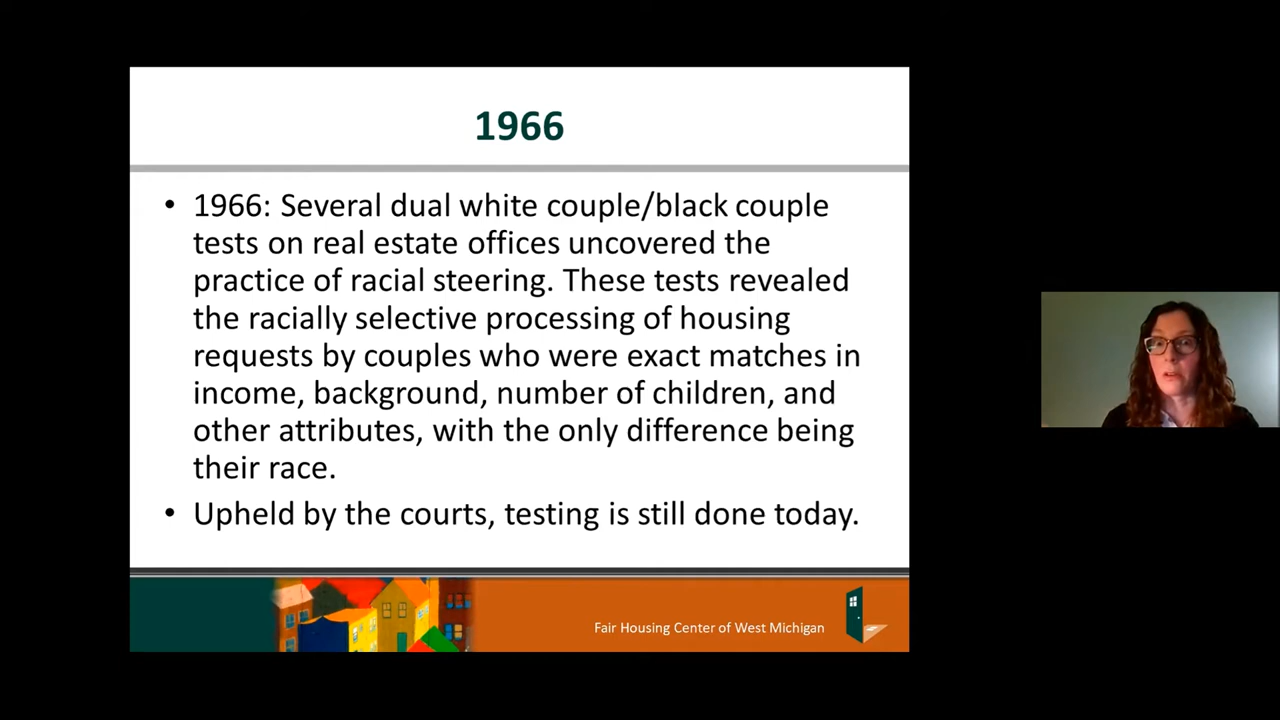 1966
• 1966: Several dual white couple/black couple
tests on real estate offices uncovered the
practice of racial steering. These tests revealed
the racially selective processing of housing
requests by couples who were exact matches in
income, background, number of children, and
other attributes, with the only difference being
their race.
• Upheld by the courts, testing is still done today.
Fair Housing Center of West Michigan